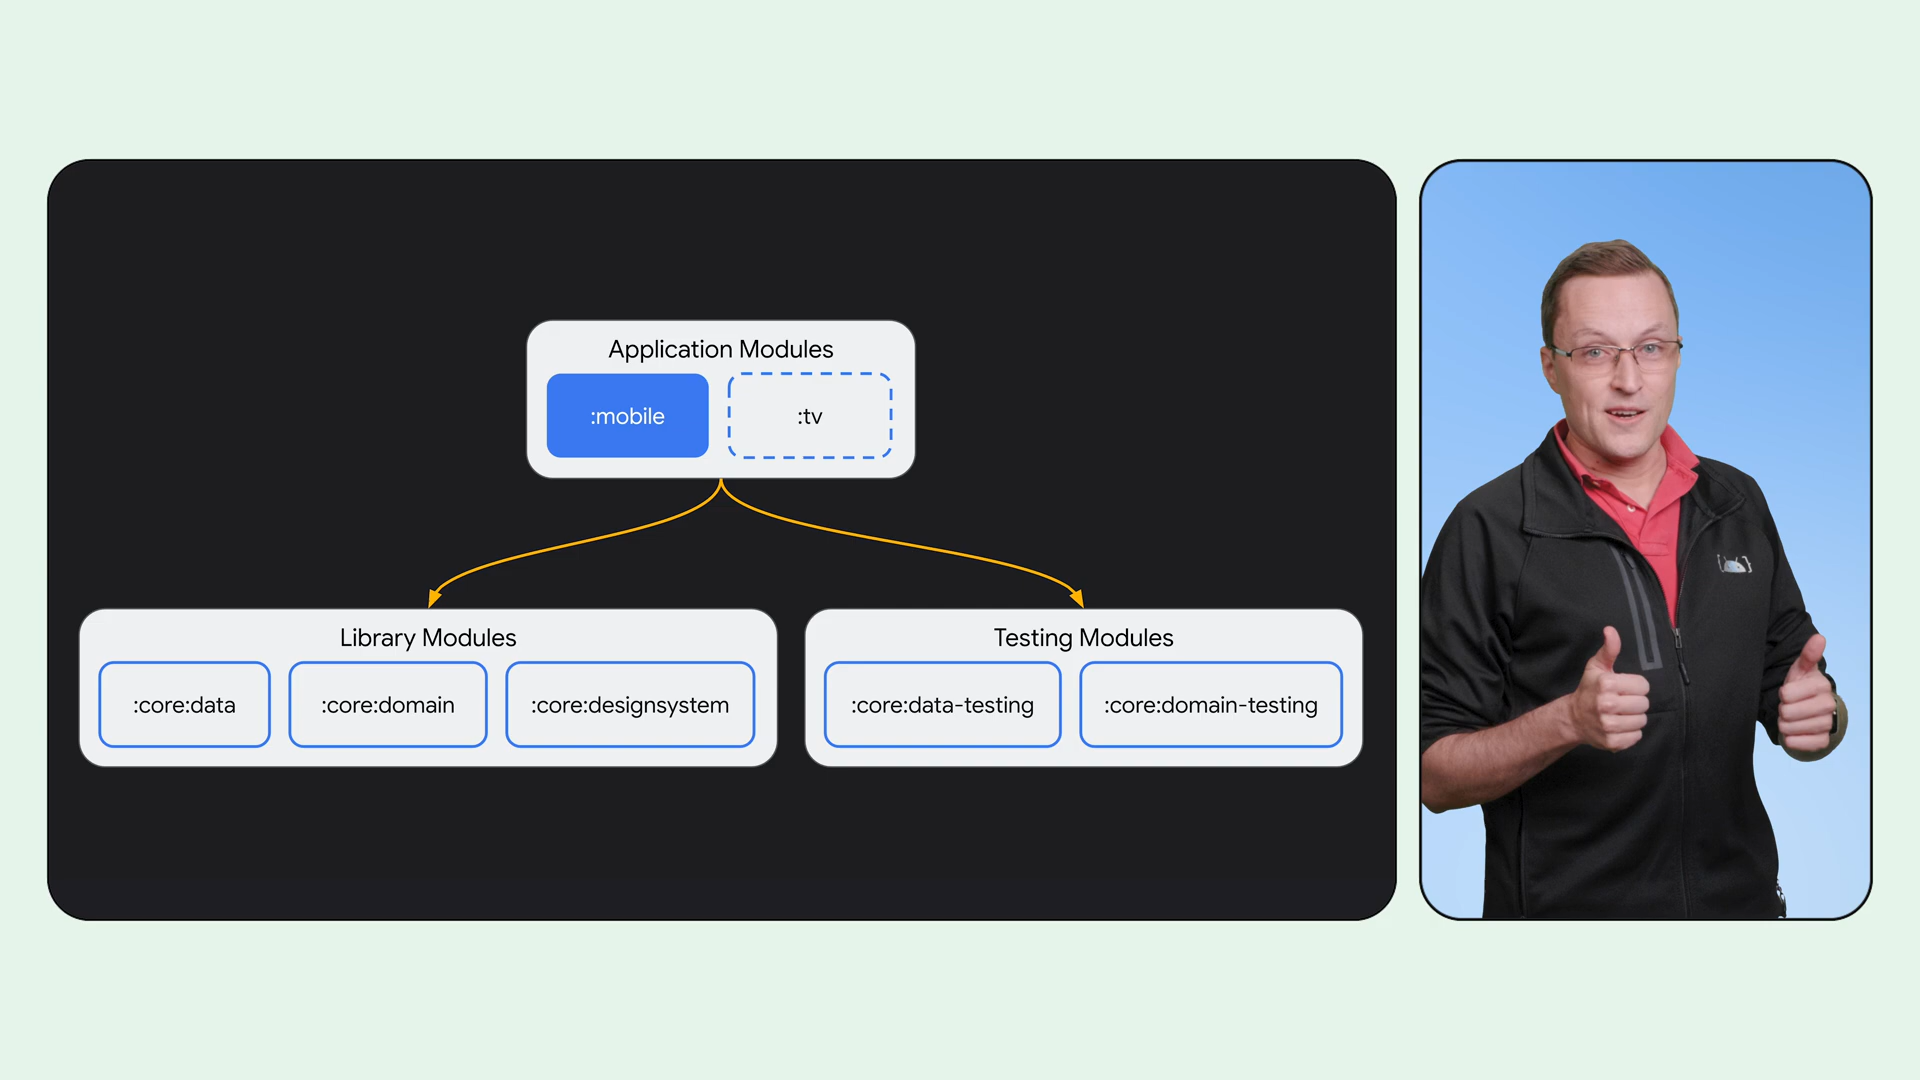 Application Modules
:mobile
:tv
Library Modules
:core:data
:core:domain
:core:designsystem
Testing Modules
:core:data-testing
:core:domain-testing